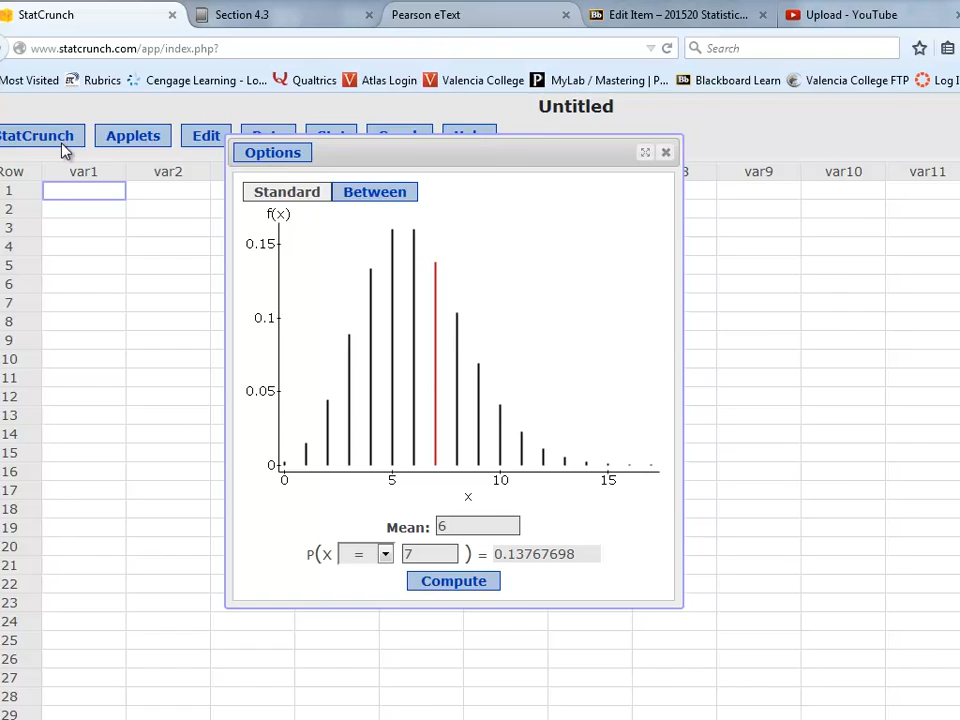 StatCrunch Section 4.3 Pearson eText Edit Item – 201520 Statistic... Upload - YouTube
www.statcrunch.com/app/index.php? Search
Most Visited Rubrics Cengage Learning - Lo... Qualtrics Atlas Login Valencia College MyLab / Mastering | P... Blackboard Learn Valencia College FTP Log I
Untitled
StatCrunch Applets Edit
Options
Row var1 var2 var9 var10 var11
Standard Between
f(x)
0.15
0.1
0.05
0
0 5 10 15
x
Mean: 6
P(X = 7 ) = 0.13767698
Compute
1
2
3
4
5
6
7
8
9
10
11
12
13
14
15
16
17
18
19
20
21
22
23
24
25
26
27
28
29